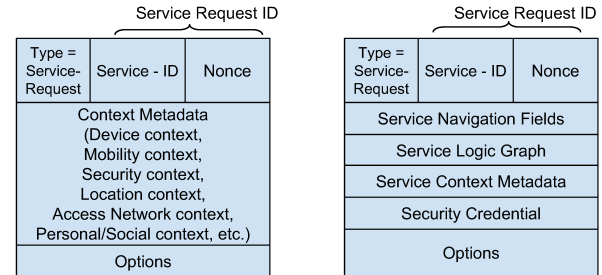 Service Request ID
Type =
Service-
Request
Service - ID
Nonce
Context Metadata
(Device context,
Mobility context,
Security context,
Location context,
Access Network context,
Personal/Social context, etc.)
Options
Service Request ID
Type =
Service-
Request
Service - ID
Nonce
Service Navigation Fields
Service Logic Graph
Service Context Metadata
Security Credential
Options